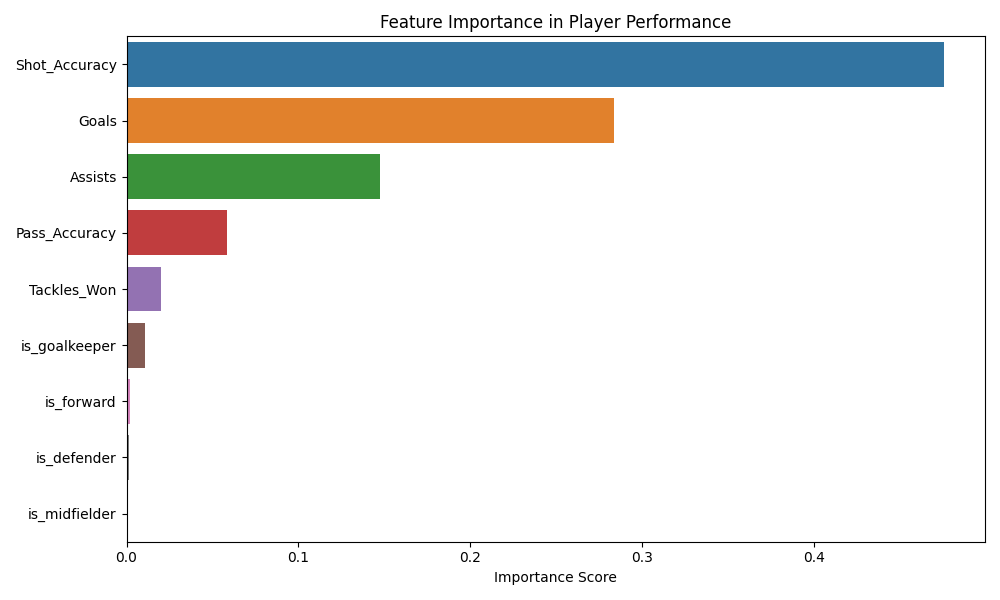 Feature Importance in Player Performance
Shot_Accuracy
Goals
Assists
Pass_Accuracy
Tackles_Won
is_goalkeeper
is_forward
is_defender
is_midfielder
0.0 0.1 0.2 0.3 0.4
Importance Score